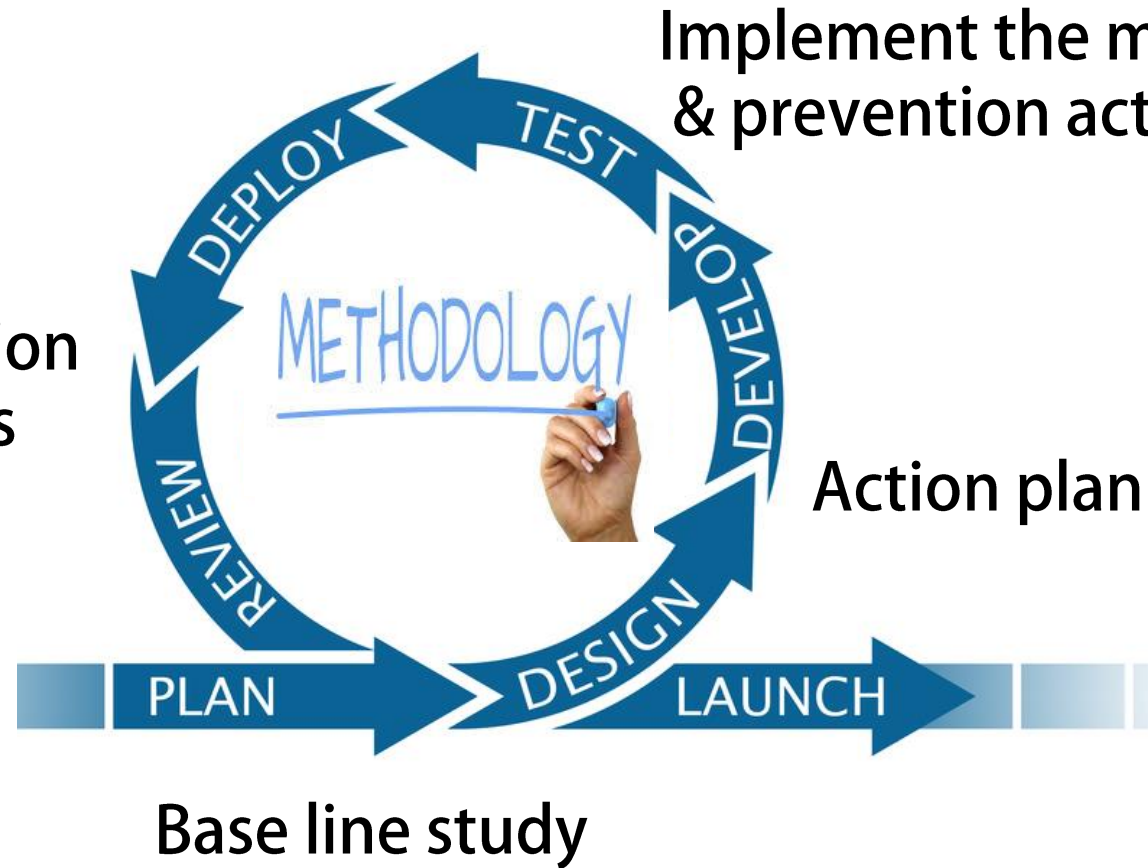 Implement the m
& prevention act
TEST
DEPLOY
DEVELOP
METHODOLOGY
on
s
REVIEW
Action plan
DESIGN
PLAN
LAUNCH
Base line study